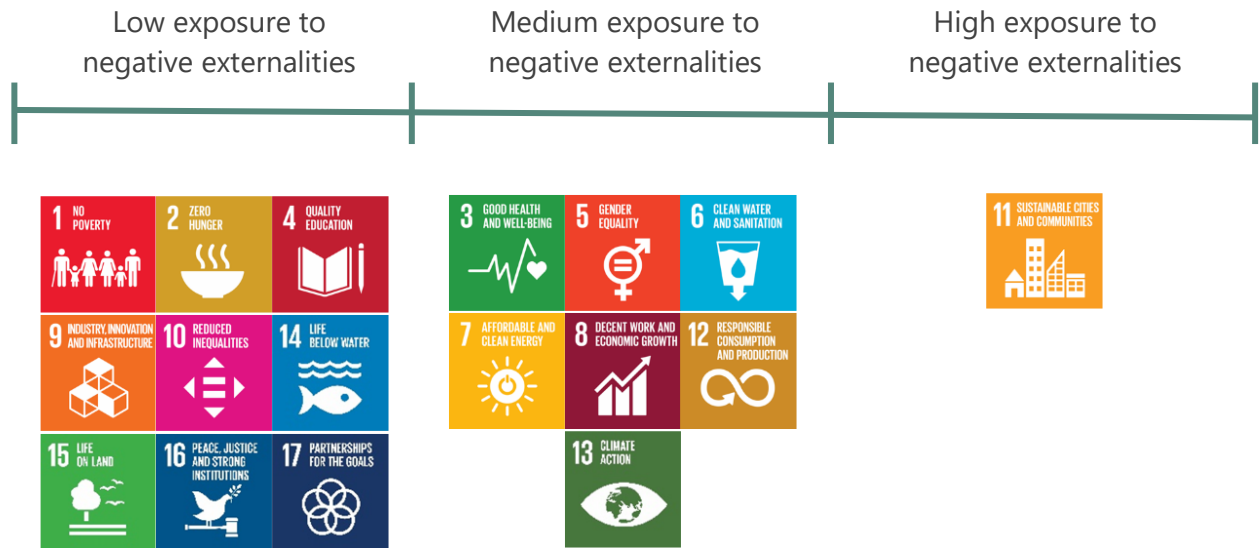 Low exposure to
negative externalities
Medium exposure to
negative externalities
High exposure to
negative externalities
1 NO
POVERTY
2 ZERO
HUNGER
4 QUALITY
EDUCATION
9 INDUSTRY, INNOVATION
AND INFRASTRUCTURE
10 REDUCED
INEQUALITIES
14 LIFE
BELOW WATER
15 LIFE
ON LAND
16 PEACE, JUSTICE
AND STRONG
INSTITUTIONS
17 PARTNERSHIPS
FOR THE GOALS
3 GOOD HEALTH
AND WELL-BEING
5 GENDER
EQUALITY
6 CLEAN WATER
AND SANITATION
7 AFFORDABLE AND
CLEAN ENERGY
8 DECENT WORK AND
ECONOMIC GROWTH
12 RESPONSIBLE
CONSUMPTION
AND PRODUCTION
13 CLIMATE
ACTION
11 SUSTAINABLE CITIES
AND COMMUNITIES